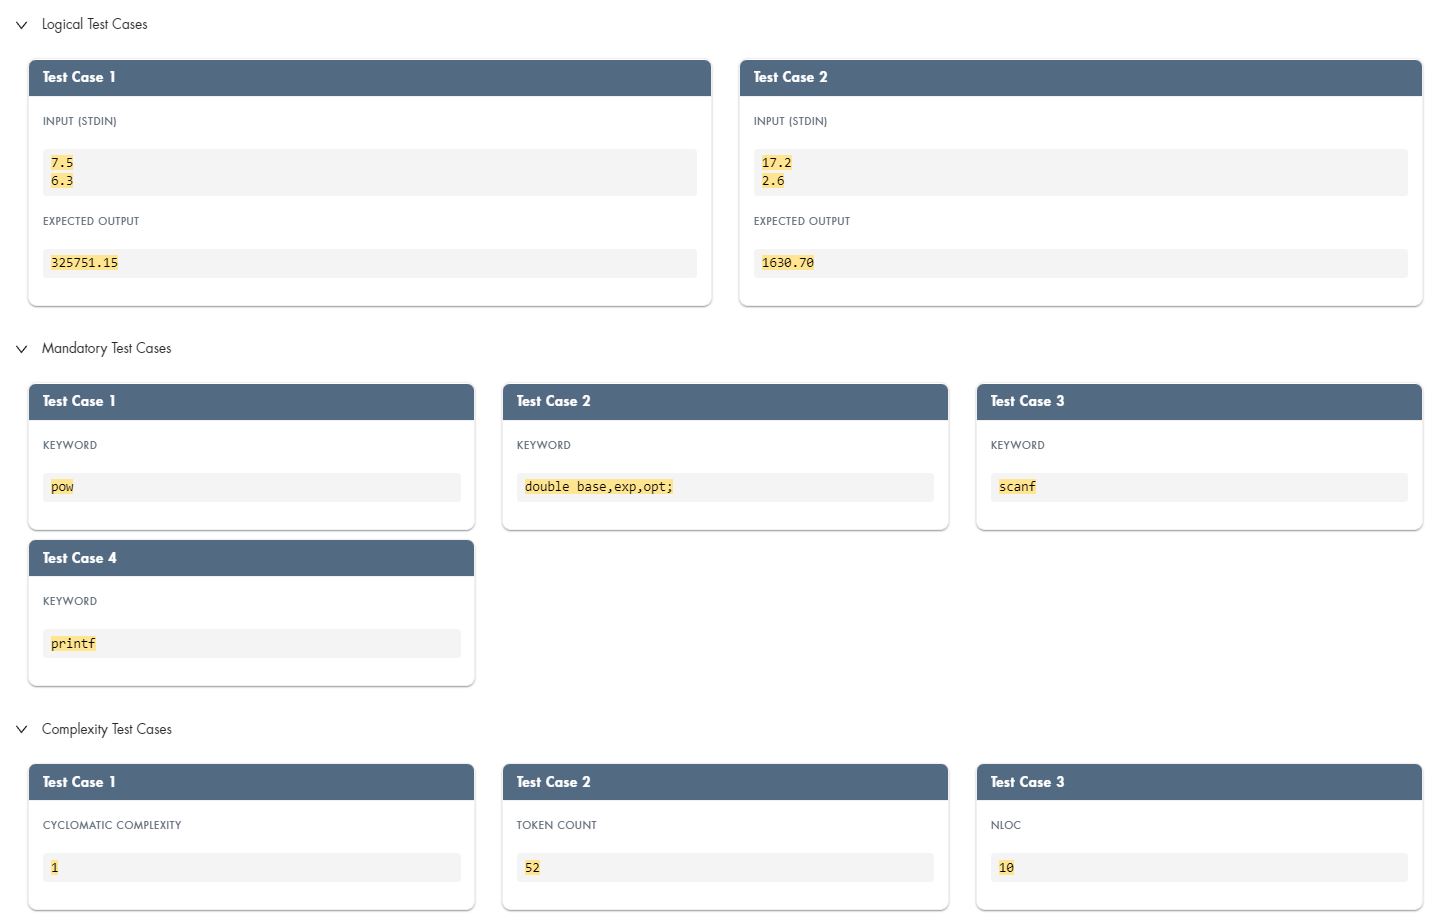 Logical Test Cases
Test Case 1
INPUT (STDIN)
7.5
6.3
EXPECTED OUTPUT
325751.15
Test Case 2
INPUT (STDIN)
17.2
2.6
EXPECTED OUTPUT
1630.70
Mandatory Test Cases
Test Case 1
KEYWORD
pow
Test Case 2
KEYWORD
double base,exp,opt;
Test Case 3
KEYWORD
scanf
Test Case 4
KEYWORD
printf
Complexity Test Cases
Test Case 1
CYCLOMATIC COMPLEXITY
1
Test Case 2
TOKEN COUNT
52
Test Case 3
NLOC
10